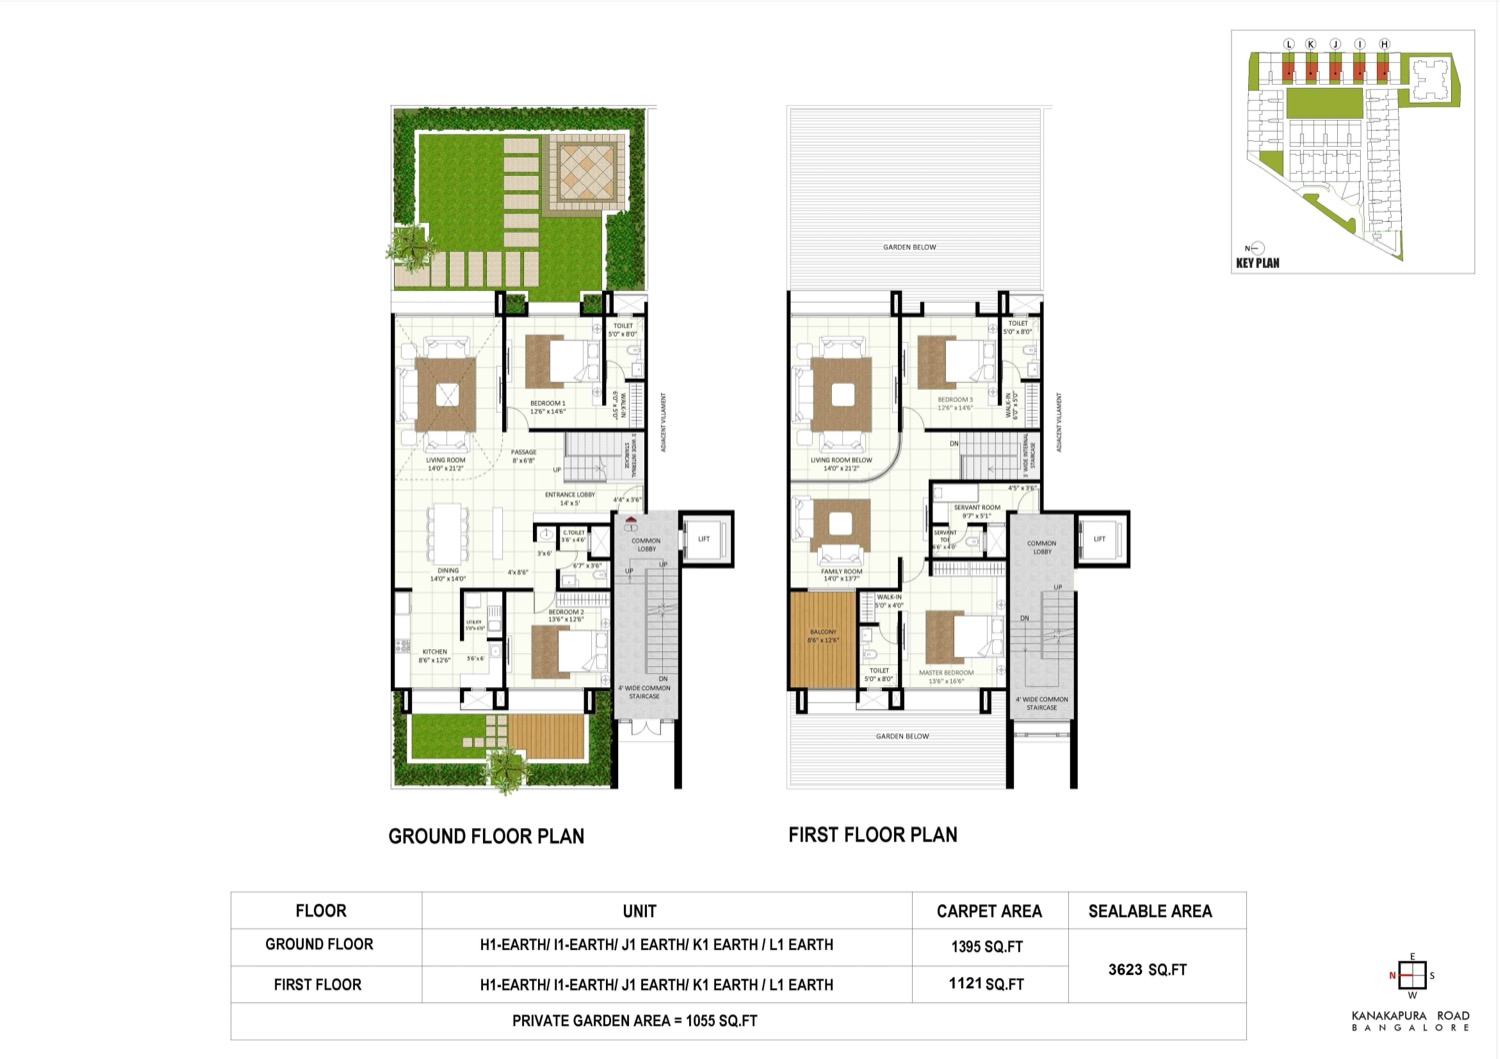 L K J I H
N
KEY PLAN
GARDEN BELOW
TOILET
5'0" x 8'0"
BEDROOM 1
12'6" x 14'6"
WALK-IN
6'0" x 5'0"
LIVING ROOM
14'0" x 21'2"
PASSAGE
8' x 6'8"
UP
3' WIDE INTERNAL
STAIRCASE
ADJACENT VILLAMENT
ENTRANCE LOBBY
14' x 5'
4'4" x 3'6"
1
COMMON
LOBBY
LIFT
C.TOILET
3'6" x 4'6"
3'x 6'
6'7" x 3'6"
DINING
14'0" x 14'0"
4'x 8'6"
UP
UP
BEDROOM 2
13'6" x 12'6"
UTILITY
KITCHEN
8'6" x 12'6"
5'6"x 6'
DN
4' WIDE COMMON
STAIRCASE
GROUND FLOOR PLAN
TOILET
5'0" x 8'0"
BEDROOM 3
12'6" x 14'6"
WALK-IN
6'0" x 5'0"
DN
3' WIDE INTERNAL
STAIRCASE
ADJACENT VILLAMENT
LIVING ROOM BELOW
14'0" x 21'2"
4'5" x 3'6"
SERVANT ROOM
9'7" x 5'1"
SERVANT
COMMON
LOBBY
LIFT
FAMILY ROOM
14'0" x 13'7"
UP
WALK-IN
5'0" x 4'0"
DN
BALCONY
8'6" x 12'6"
TOILET
5'0" x 8'0"
MASTER BEDROOM
13'6" x 16'6"
4' WIDE COMMON
STAIRCASE
GARDEN BELOW
FIRST FLOOR PLAN
FLOOR UNIT CARPET AREA SEALABLE AREA
GROUND FLOOR H1-EARTH/ I1-EARTH/ J1 EARTH/ K1 EARTH / L1 EARTH 1395 SQ.FT
3623 SQ.FT
FIRST FLOOR H1-EARTH/ I1-EARTH/ J1 EARTH/ K1 EARTH / L1 EARTH 1121 SQ.FT
PRIVATE GARDEN AREA = 1055 SQ.FT
E
N S
W
KANAKAPURA ROAD
BANGALORE